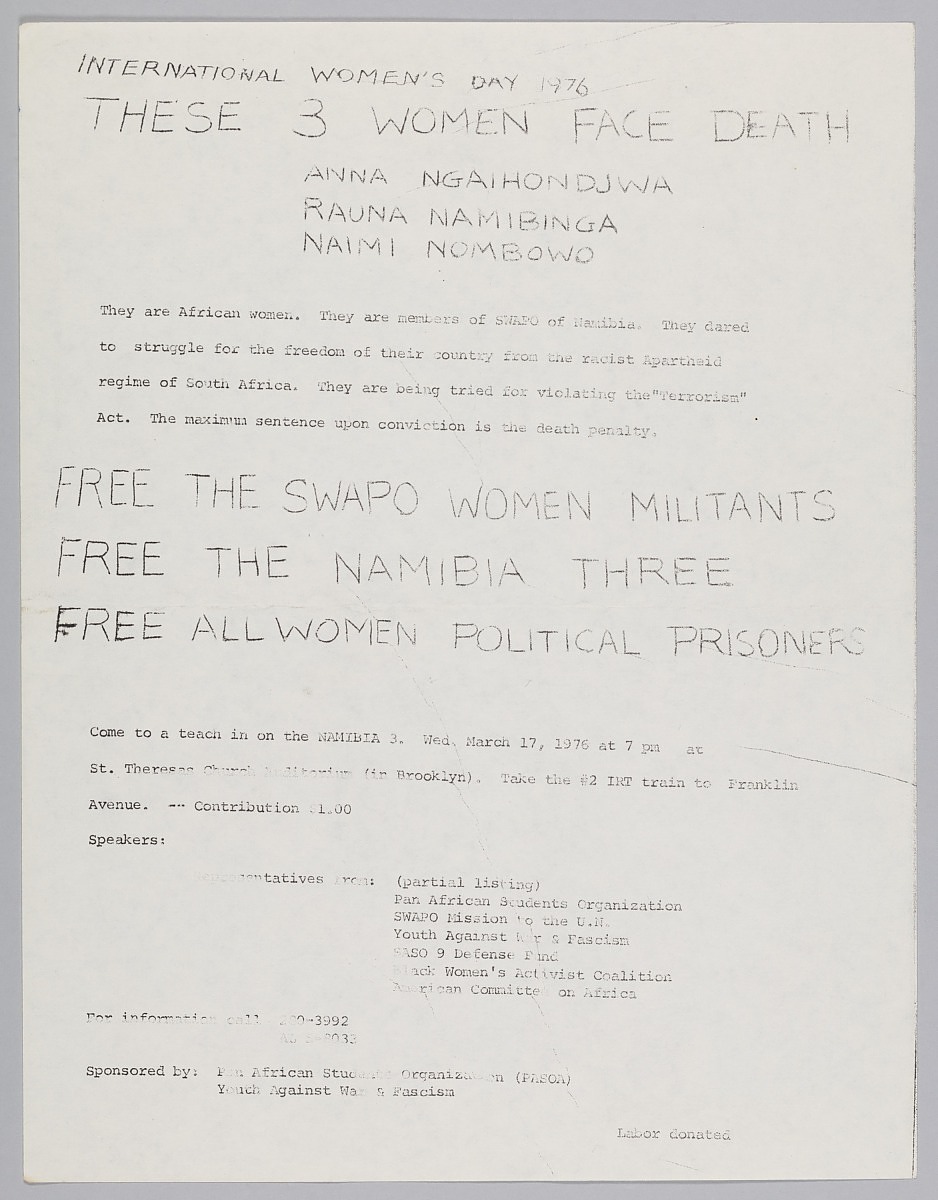 INTERNATIONAL WOMEN'S DAY 1976
THESE 3 WOMEN FACE DEATH
ANNA NGAIHONDJWA
RAUNA NAMIBINGA
NAIMI NOMBOWO
They are African women. They are members of SWAPO of Namibia. They dared
to struggle for the freedom of their country from the racist Apartheid
regime of South Africa. They are being tried for violating the"Terrorism"
Act. The maximum sentence upon conviction is the death penalty.
FREE THE SWAPO WOMEN MILITANTS
FREE THE NAMIBIA THREE
FREE ALL WOMEN POLITICAL PRISONERS
Come to a teach in on the NAMIBIA 3. Wed. March 17, 1976 at 7 pm at
St. Theresas Church Auditorium (in Brooklyn). Take the #2 IRT train to Franklin
Avenue. -- Contribution $1.00
Speakers:
Representatives from: (partial listing)
Pan African Students Organization
SWAPO Mission to the U.N.
Youth Against War & Fascism
SASO 9 Defense Fund
Black Women's Activist Coalition
American Committee on Africa
For information call
Sponsored by: Pan African Students Organization (PASOA)
Youth Against War & Fascism
Labor donated